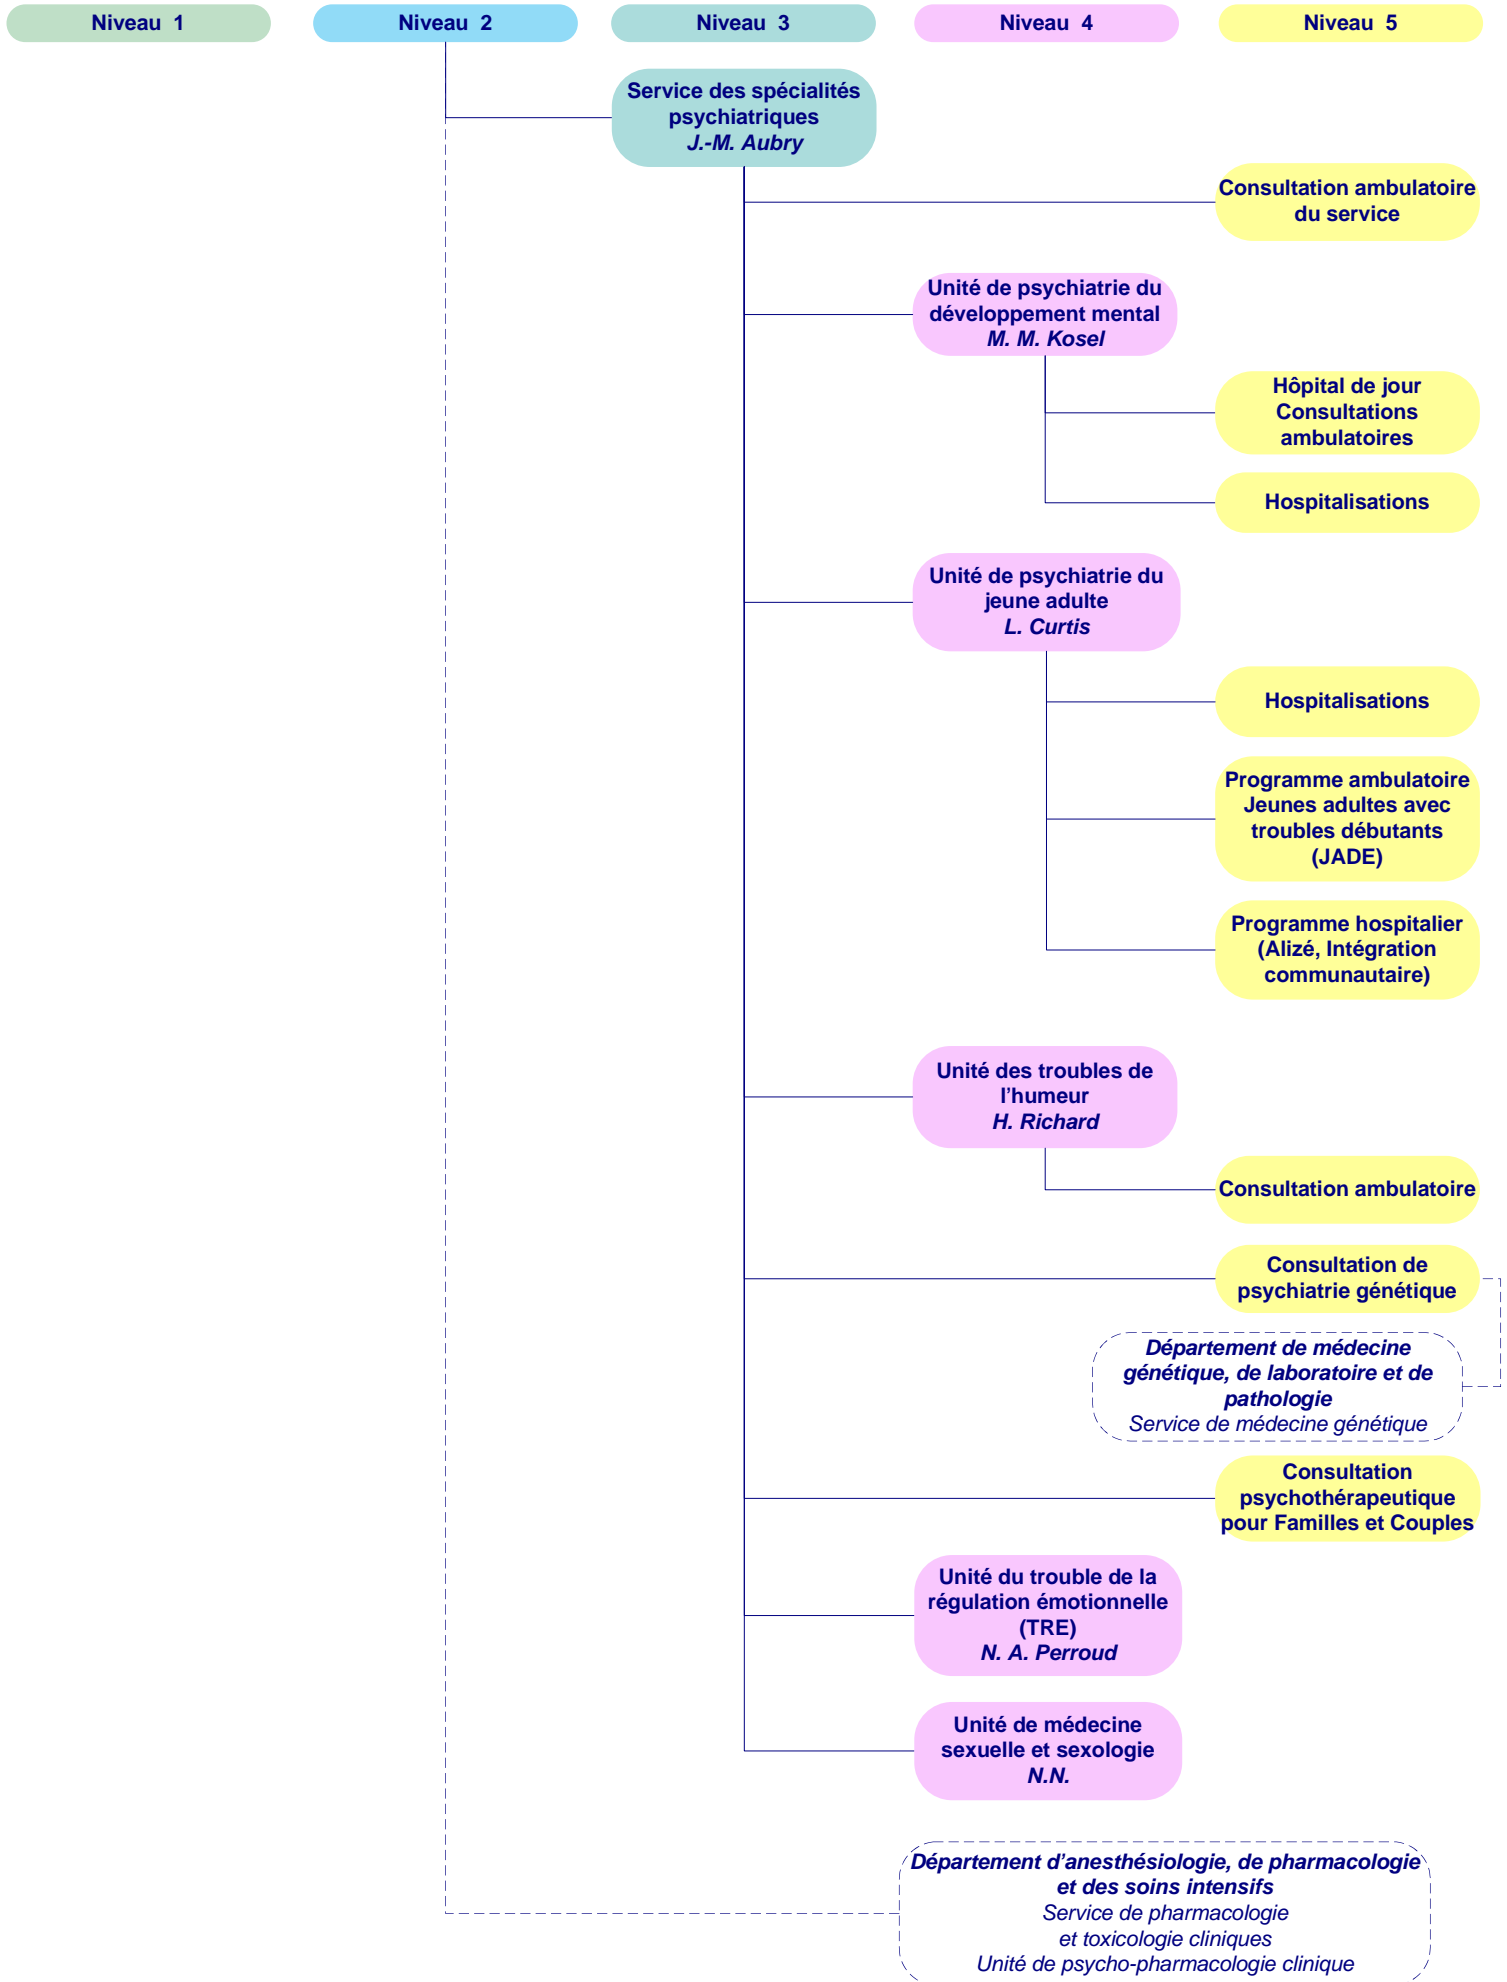 Niveau 1
Niveau 2
Niveau 3
Niveau 4
Niveau 5
Service des spécialités
psychiatriques
J.-M. Aubry
Consultation ambulatoire
du service
Unité de psychiatrie du
développement mental
M. M. Kosel
Hôpital de jour
Consultations
ambulatoires
Hospitalisations
Unité de psychiatrie du
jeune adulte
L. Curtis
Hospitalisations
Programme ambulatoire
Jeunes adultes avec
troubles débutants
(JADE)
Programme hospitalier
(Alizé, Intégration
communautaire)
Unité des troubles de
l’humeur
H. Richard
Consultation ambulatoire
Consultation de
psychiatrie génétique
Département de médecine
génétique, de laboratoire et de
pathologie
Service de médecine génétique
Consultation
psychothérapeutique
pour Familles et Couples
Unité du trouble de la
régulation émotionnelle
(TRE)
N. A. Perroud
Unité de médecine
sexuelle et sexologie
N.N.
Département d’anesthésiologie, de pharmacologie
et des soins intensifs
Service de pharmacologie
et toxicologie cliniques
Unité de psycho-pharmacologie clinique